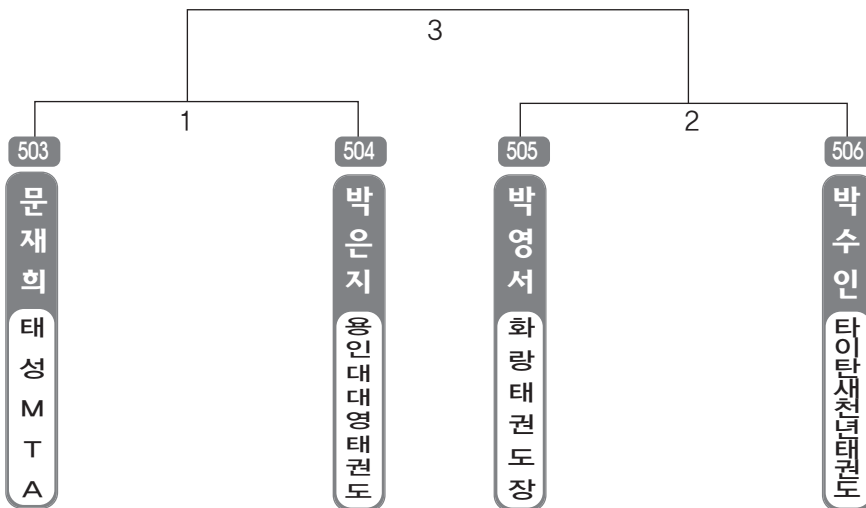 3
1
2
503
문재희
태성MTA
504
박은지
용인대대영태권도
505
박영서
화랑태권도장
506
박수인
타이탄새천년태권도